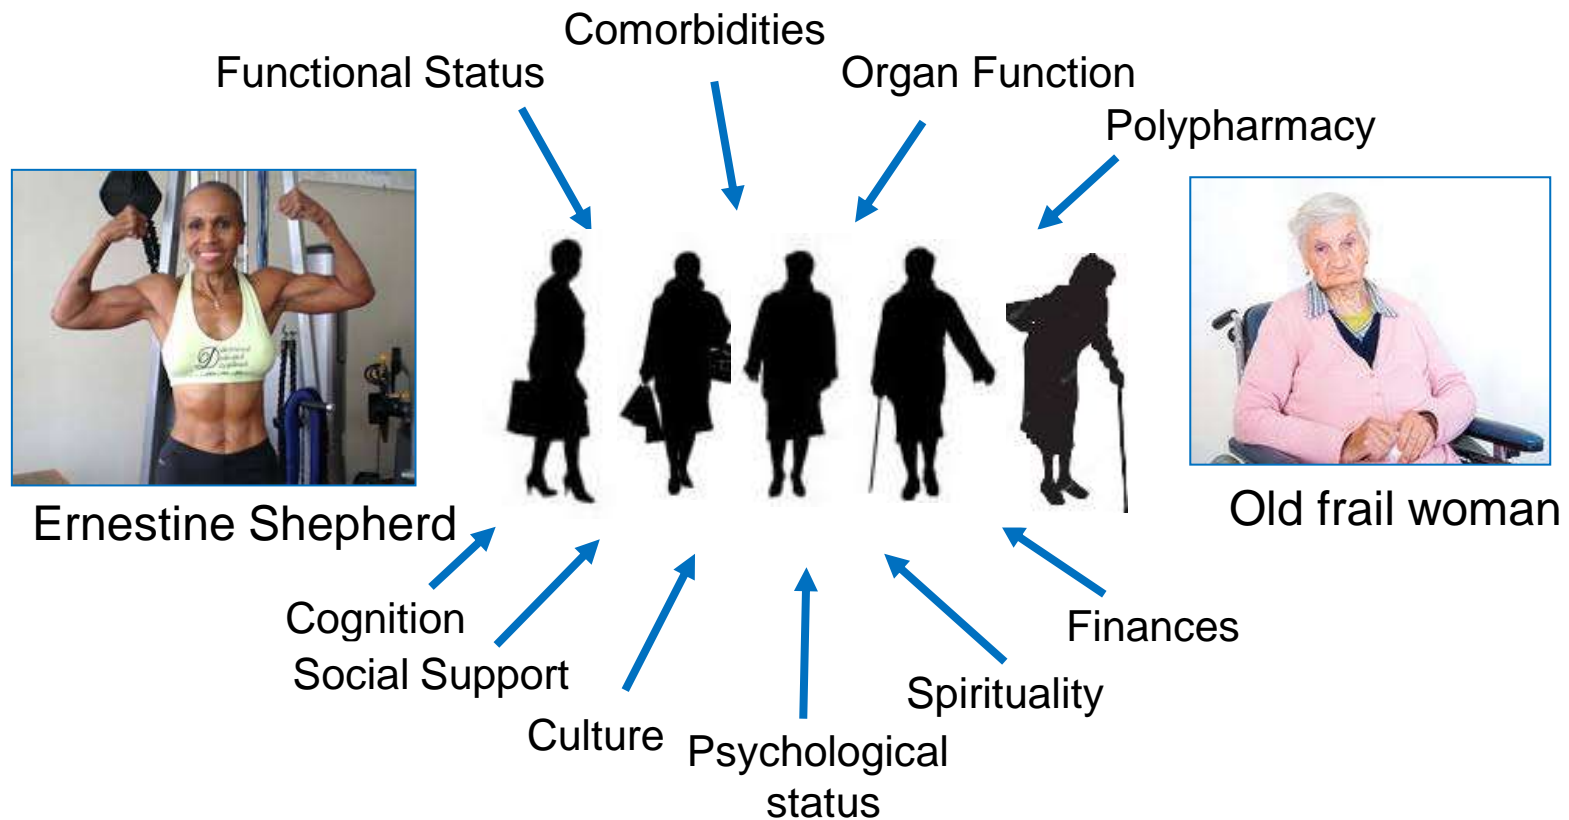 Comorbidities
Functional Status
Organ Function
Polypharmacy
Ernestine Shepherd
Old frail woman
Cognition
Social Support
Culture
Psychological
status
Spirituality
Finances